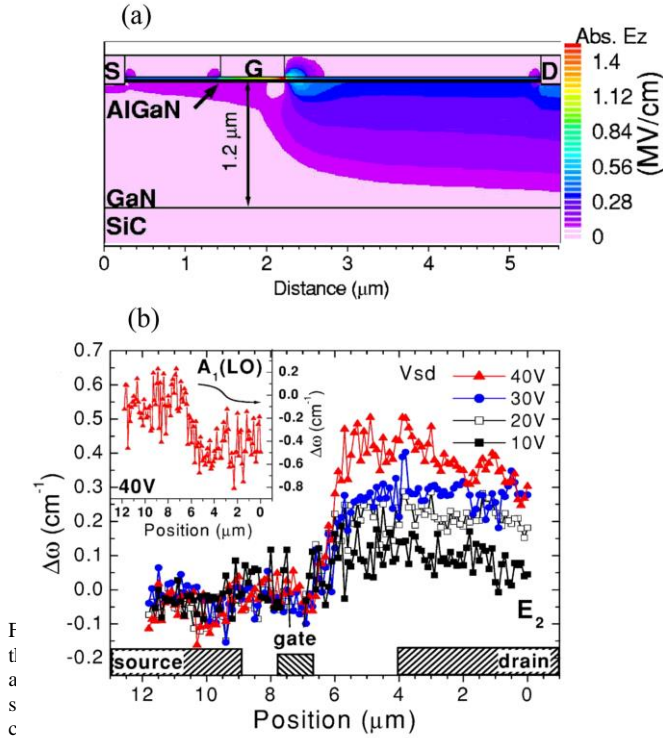 (a)
Abs. Ez
S
G
D
1.4
AlGaN
1.12
1.2 μm
0.84
(MV/cm)
0.56
GaN
0.28
SiC
0
0 1 2 3 4 5
Distance (μm)
(b)
0.7
0.6
0.5
0.4
0.3
0.2
0.1
0.0
-0.1
-0.2
Δω (cm⁻¹)
A₁(LO)
0.2
0.0
-0.2
-0.4
-0.6
-0.8
Δω (cm⁻¹)
40V
12 10 8 6 4 2 0
Position (μm)
Vsd
40V
30V
20V
10V
E₂
gate
source
drain
12 10 8 6 4 2 0
Position (μm)
tl
a
s
c